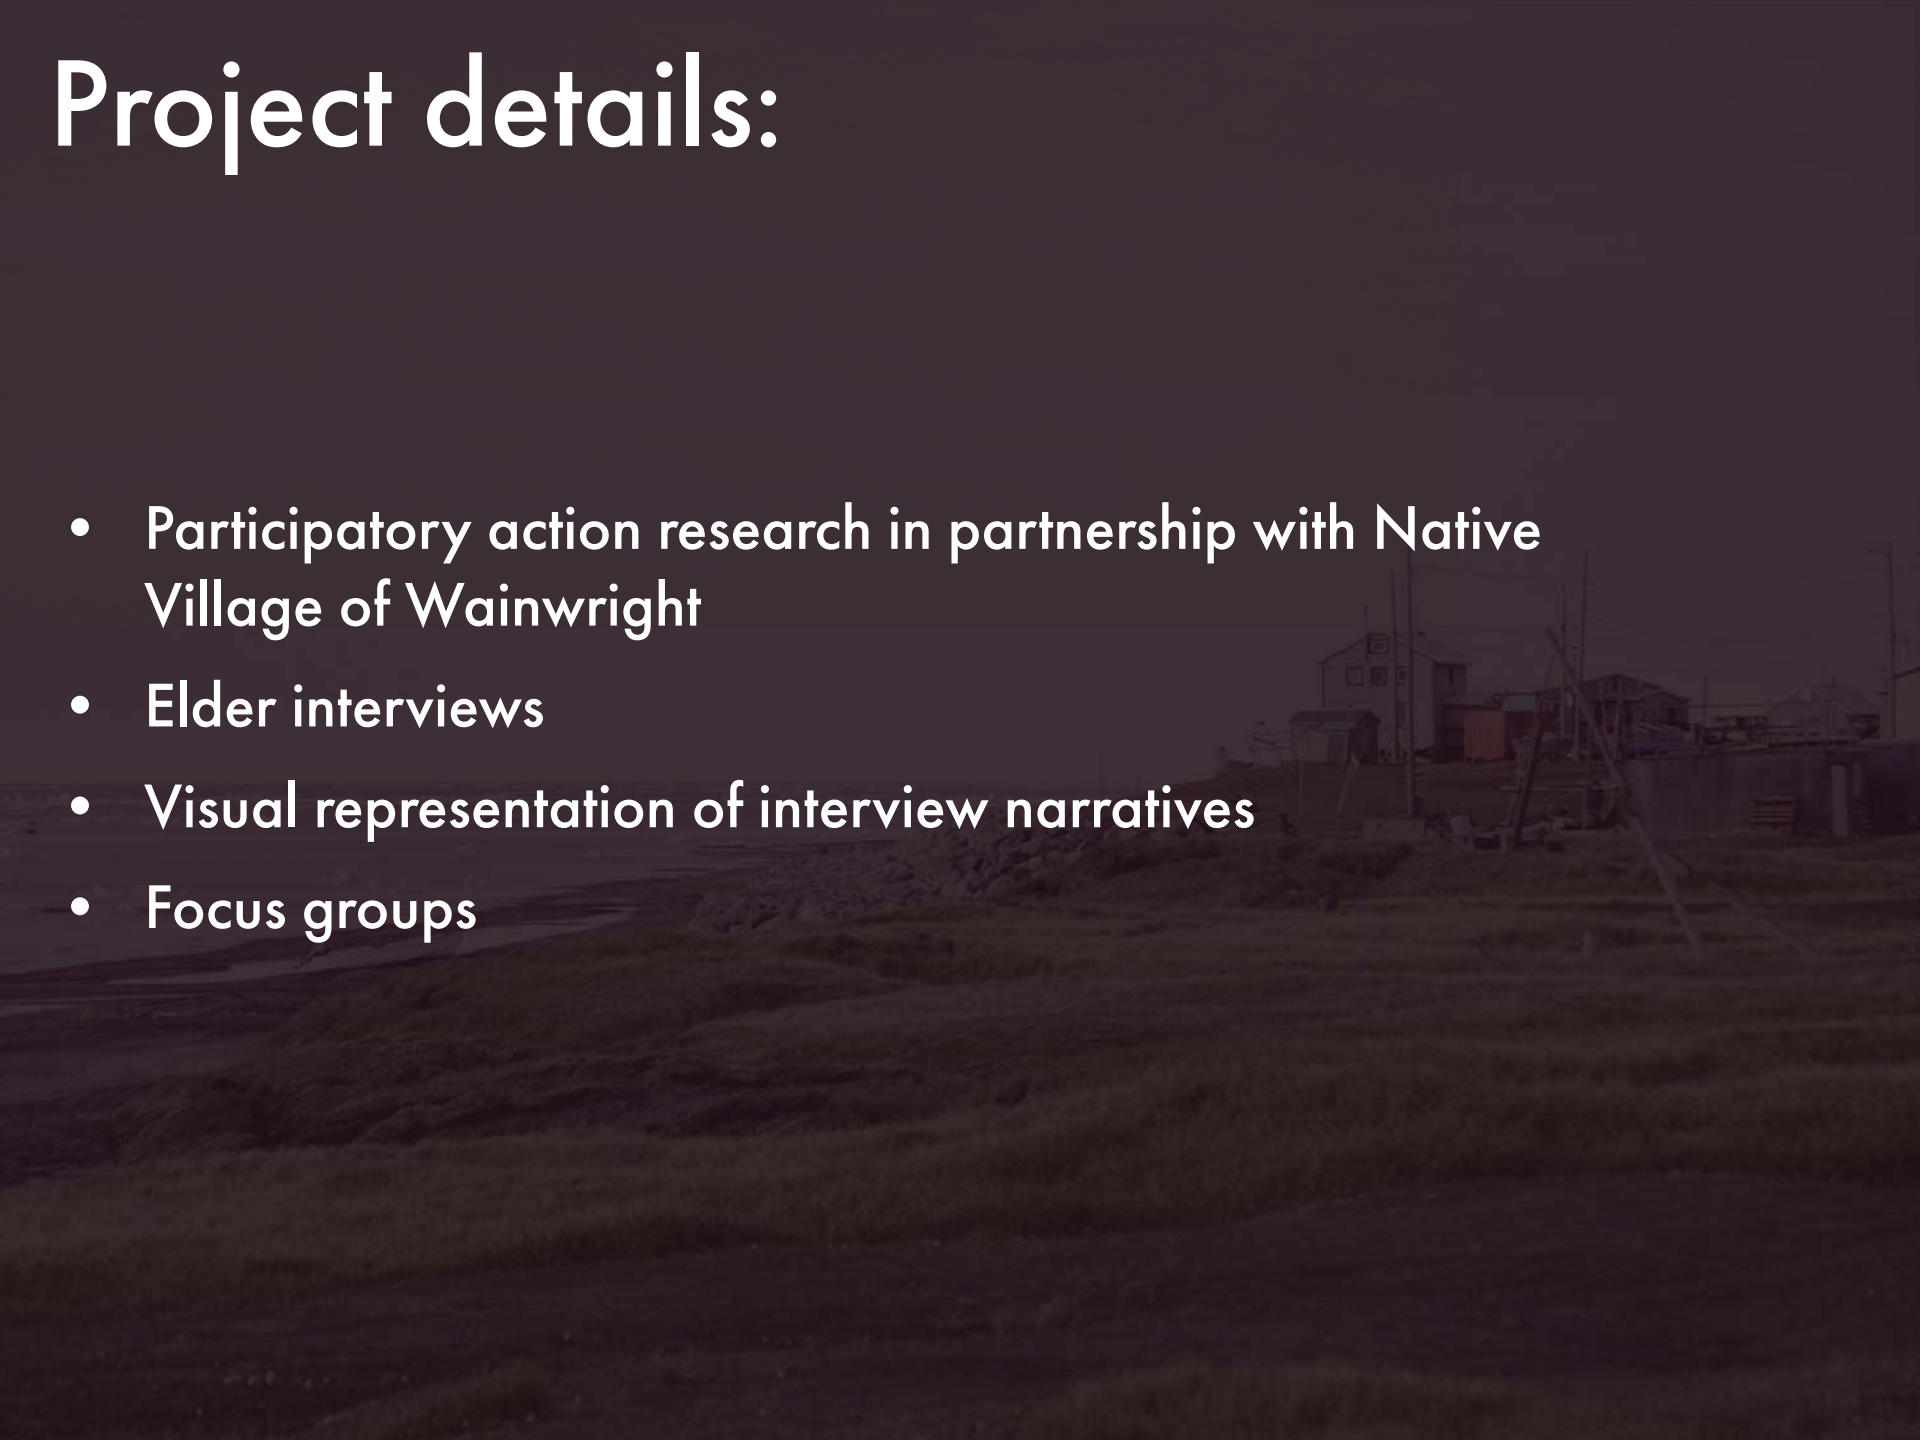 Project details:
• Participatory action research in partnership with Native
Village of Wainwright
• Elder interviews
• Visual representation of interview narratives
• Focus groups